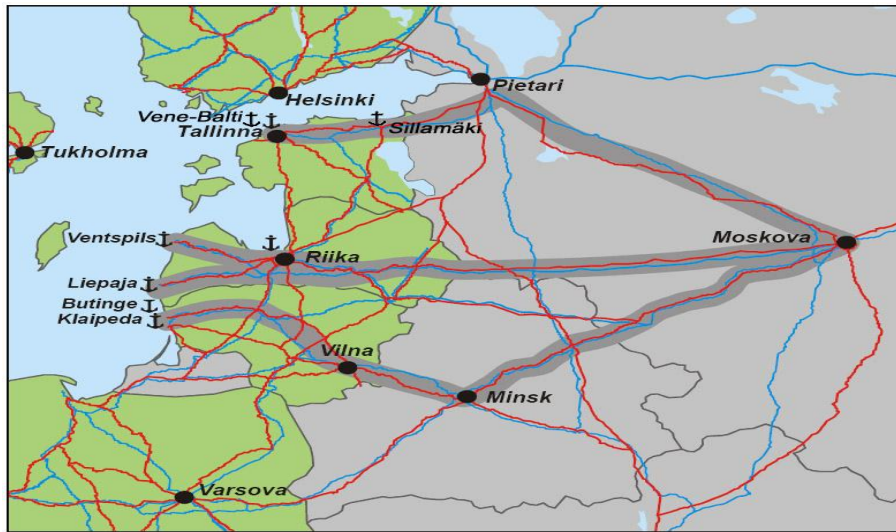 Pietari
Helsinki
Vene-Balti
Tallinna
Sillamäki
Tukholma
Ventspils
Moskova
Riika
Liepaja
Butinge
Klaipeda
Vilna
Minsk
Varsova